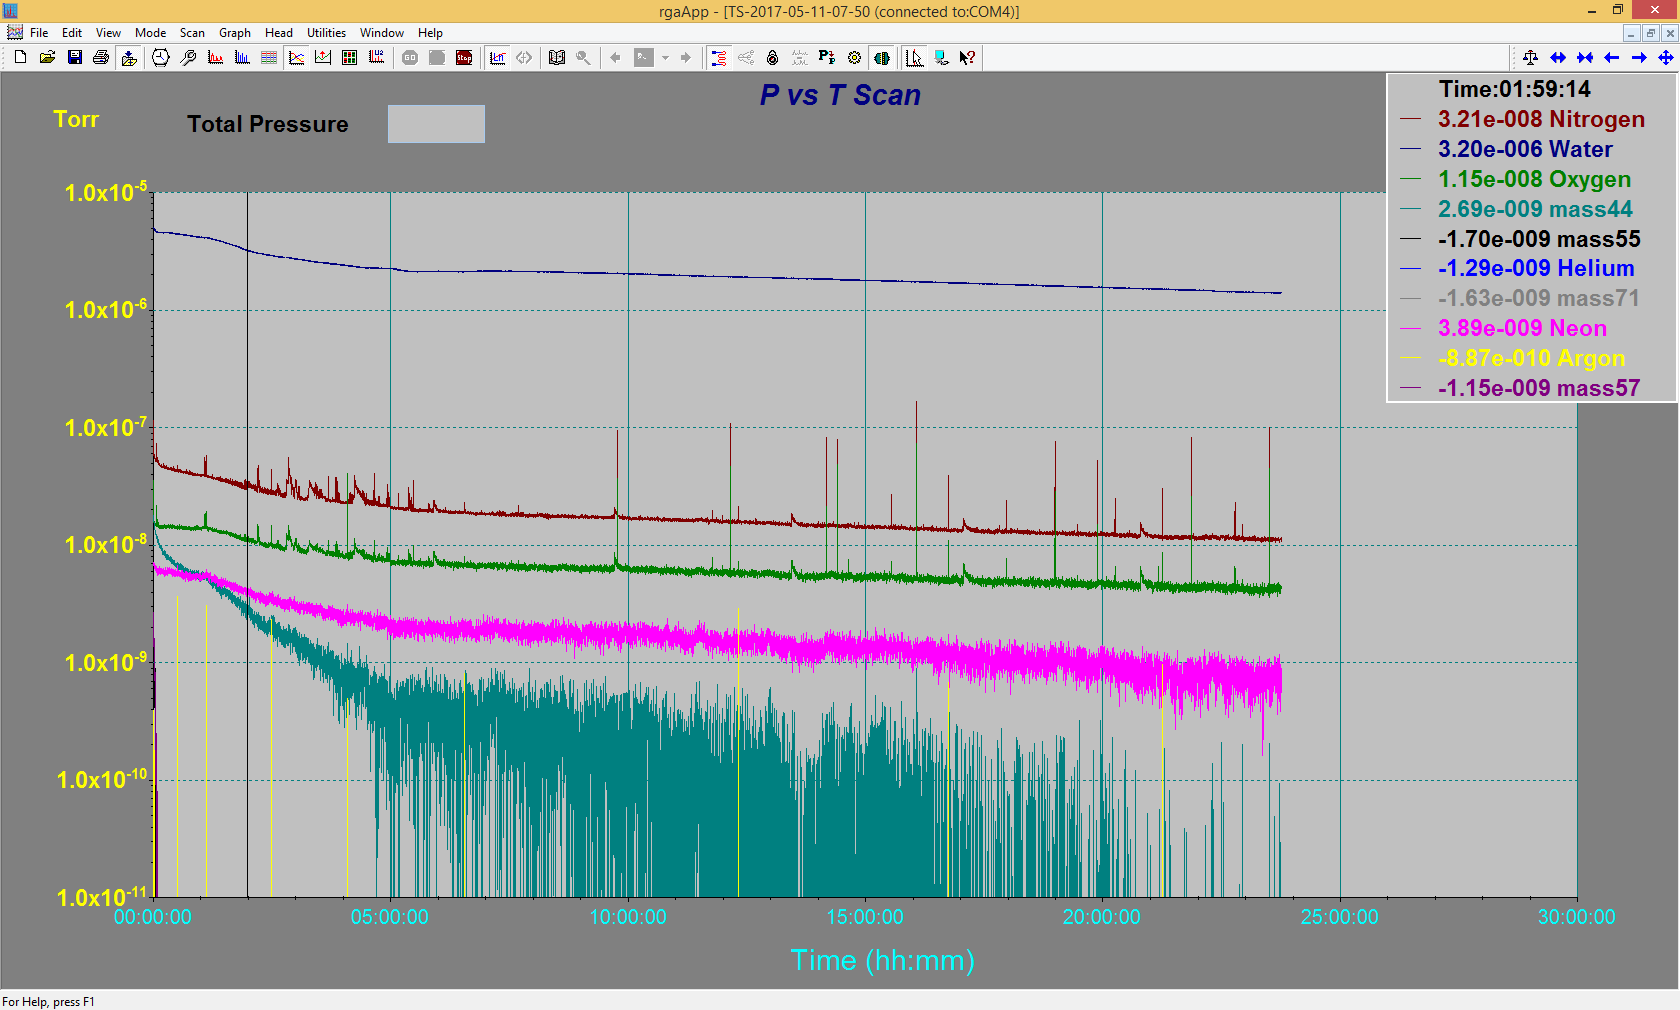 rgaApp - [TS-2017-05-11-07-50 (connected to:COM4)]
File Edit View Mode Scan Graph Head Utilities Window Help
GO Stop
P vs T Scan
Torr
Total Pressure
Time:01:59:14
3.21e-008 Nitrogen
3.20e-006 Water
1.15e-008 Oxygen
2.69e-009 mass44
-1.70e-009 mass55
-1.29e-009 Helium
-1.63e-009 mass71
3.89e-009 Neon
-8.87e-010 Argon
-1.15e-009 mass57
1.0x10-5
1.0x10-6
1.0x10-7
1.0x10-8
1.0x10-9
1.0x10-10
1.0x10-11
00:00:00 05:00:00 10:00:00 15:00:00 20:00:00 25:00:00 30:00:00
Time (hh:mm)
For Help, press F1